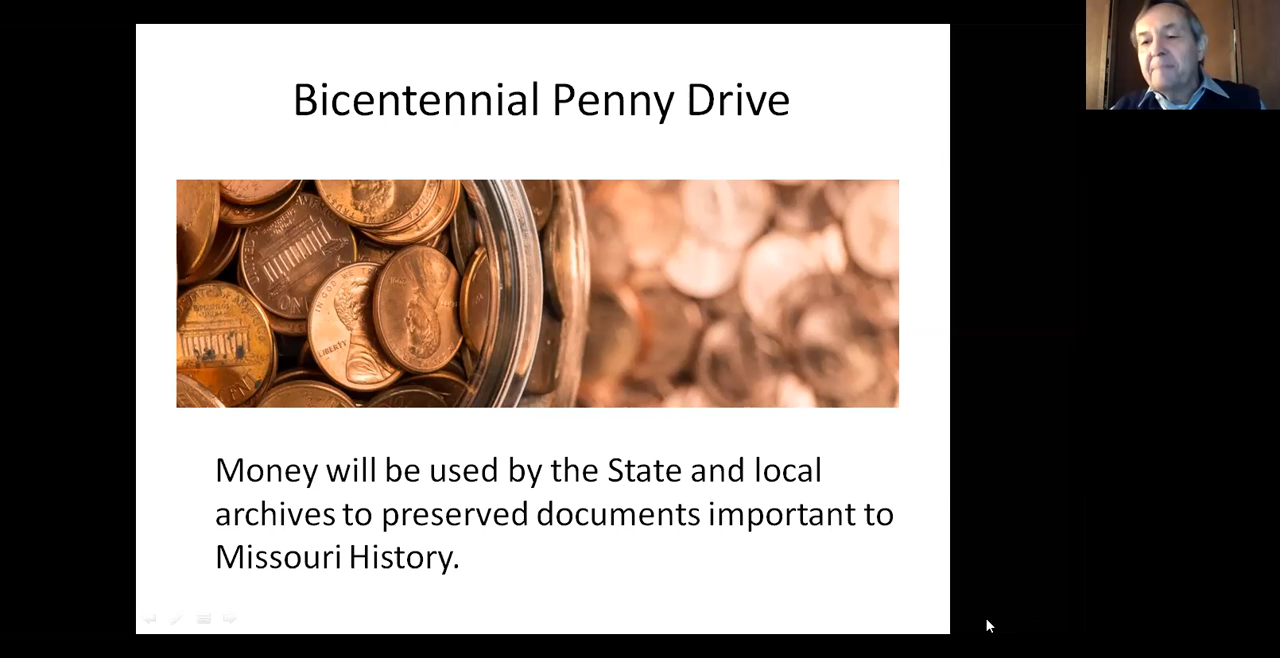 Bicentennial Penny Drive
LIBERTY
Money will be used by the State and local
archives to preserved documents important to
Missouri History.